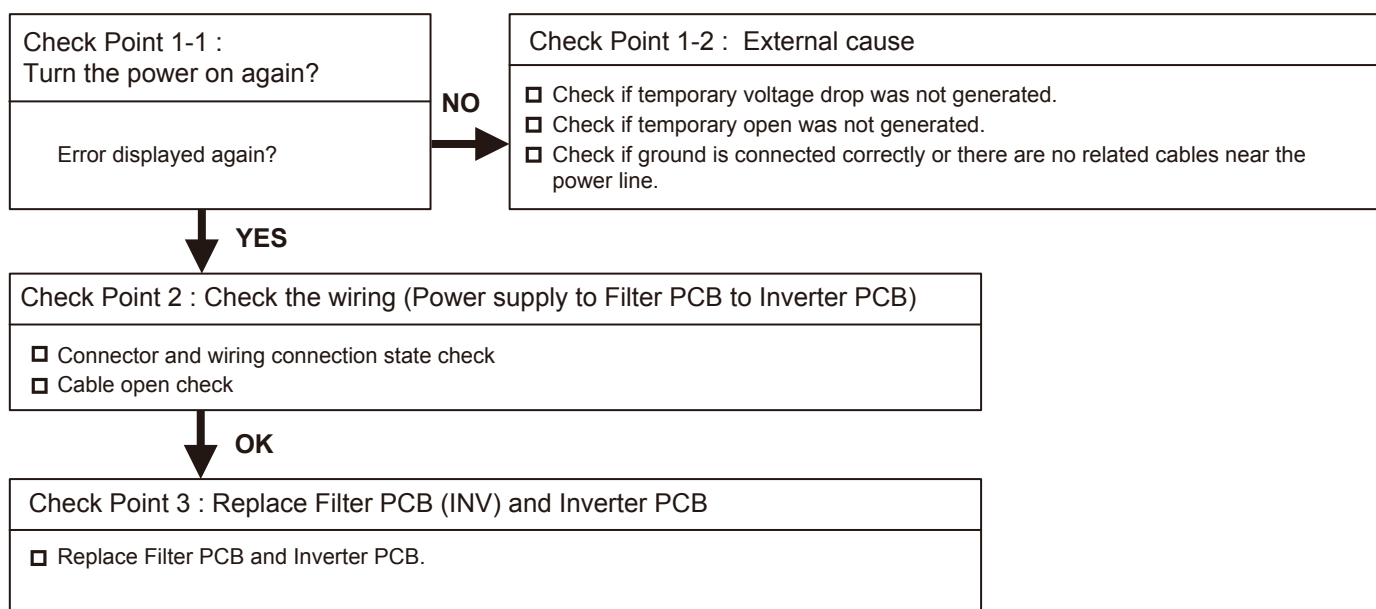 Check Point 1-1 :
Turn the power on again?
Error displayed again?
NO
Check Point 1-2 :  External cause
Check if temporary voltage drop was not generated.
Check if temporary open was not generated.
Check if ground is connected correctly or there are no related cables near the
power line.
YES
Check Point 2 : Check the wiring (Power supply to Filter PCB to Inverter PCB)
Connector and wiring connection state check
Cable open check
OK
Check Point 3 : Replace Filter PCB (INV) and Inverter PCB
Replace Filter PCB and Inverter PCB.